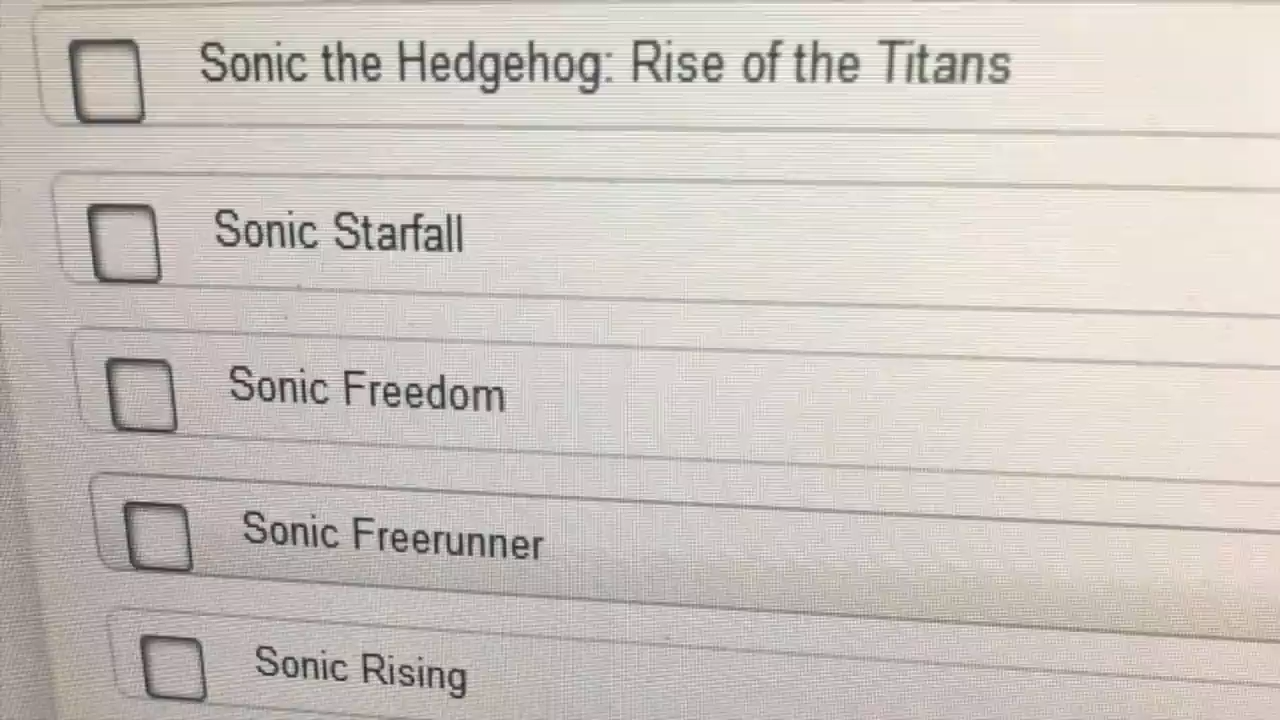 Sonic the Hedgehog: Rise of the Titans
Sonic Starfall
Sonic Freedom
Sonic Freerunner
Sonic Rising